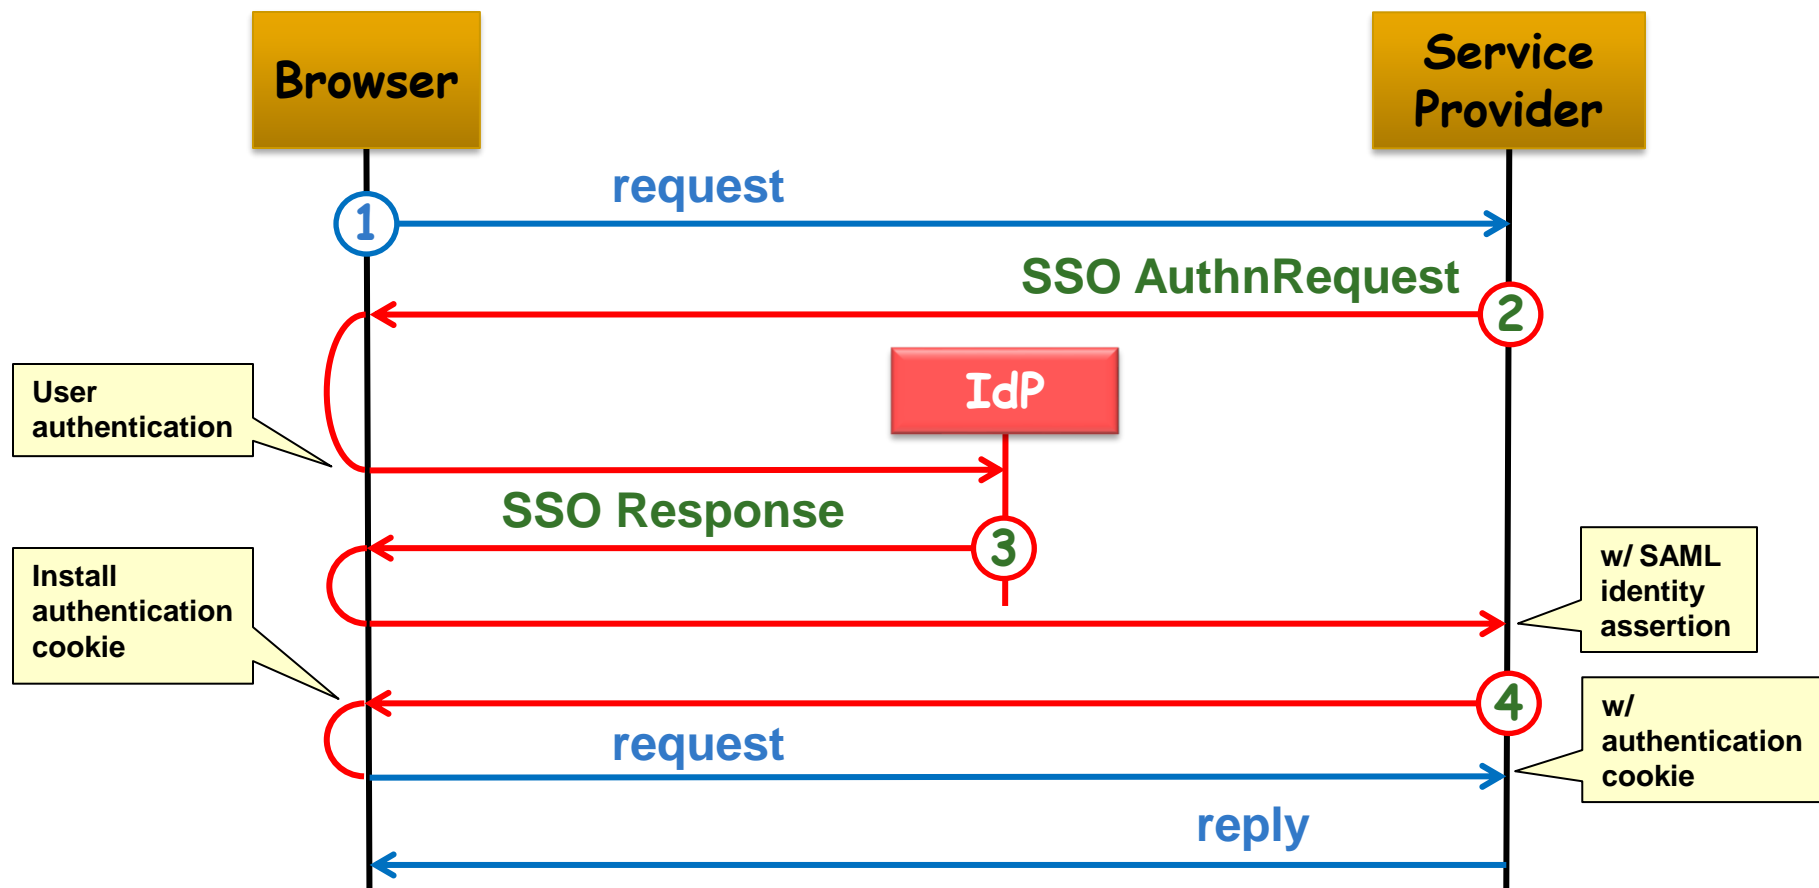 Browser
Service
Provider
request
1
SSO AuthnRequest
2
IdP
User
authentication
SSO Response
3
Install
authentication
cookie
w/ SAML
identity
assertion
4
request
w/
authentication
cookie
reply